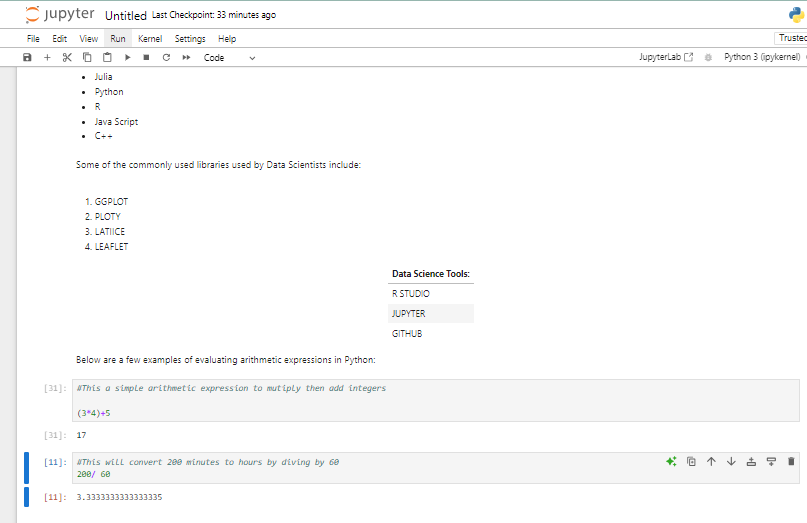 jupyter Untitled Last Checkpoint: 33 minutes ago
File Edit View Run Kernel Settings Help
Trusted
Code
JupyterLab
Python 3 (ipykernel)
• Julia
• Python
• R
• Java Script
• C++
Some of the commonly used libraries used by Data Scientists include:
1. GGPLOT
2. PLOTY
3. LATIICE
4. LEAFLET
Data Science Tools:
R STUDIO
JUPYTER
GITHUB
Below are a few examples of evaluating arithmetic expressions in Python:
[31]: #This a simple arithmetic expression to mutiply then add integers
(3*4)+5
[31]: 17
[11]: #This will convert 200 minutes to hours by diving by 60
200/ 60
[11]: 3.3333333333333335